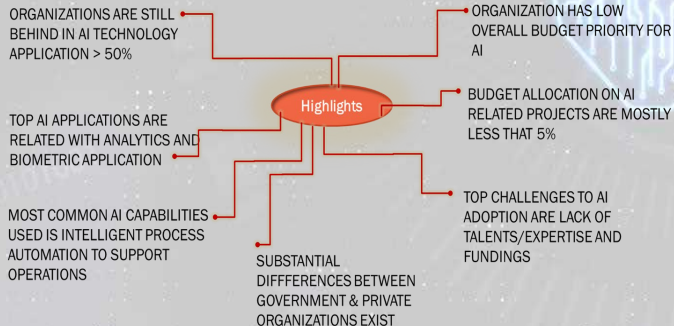 ORGANIZATIONS ARE STILL
BEHIND IN AI TECHNOLOGY
APPLICATION > 50%
ORGANIZATION HAS LOW
OVERALL BUDGET PRIORITY FOR
AI
Highlights
TOP AI APPLICATIONS ARE
RELATED WITH ANALYTICS AND
BIOMETRIC APPLICATION
BUDGET ALLOCATION ON AI
RELATED PROJECTS ARE MOSTLY
LESS THAT 5%
MOST COMMON AI CAPABILITIES
USED IS INTELLIGENT PROCESS
AUTOMATION TO SUPPORT
OPERATIONS
TOP CHALLENGES TO AI
ADOPTION ARE LACK OF
TALENTS/EXPERTISE AND
FUNDINGS
SUBSTANTIAL
DIFFFERENCES BETWEEN
GOVERNMENT & PRIVATE
ORGANIZATIONS EXIST